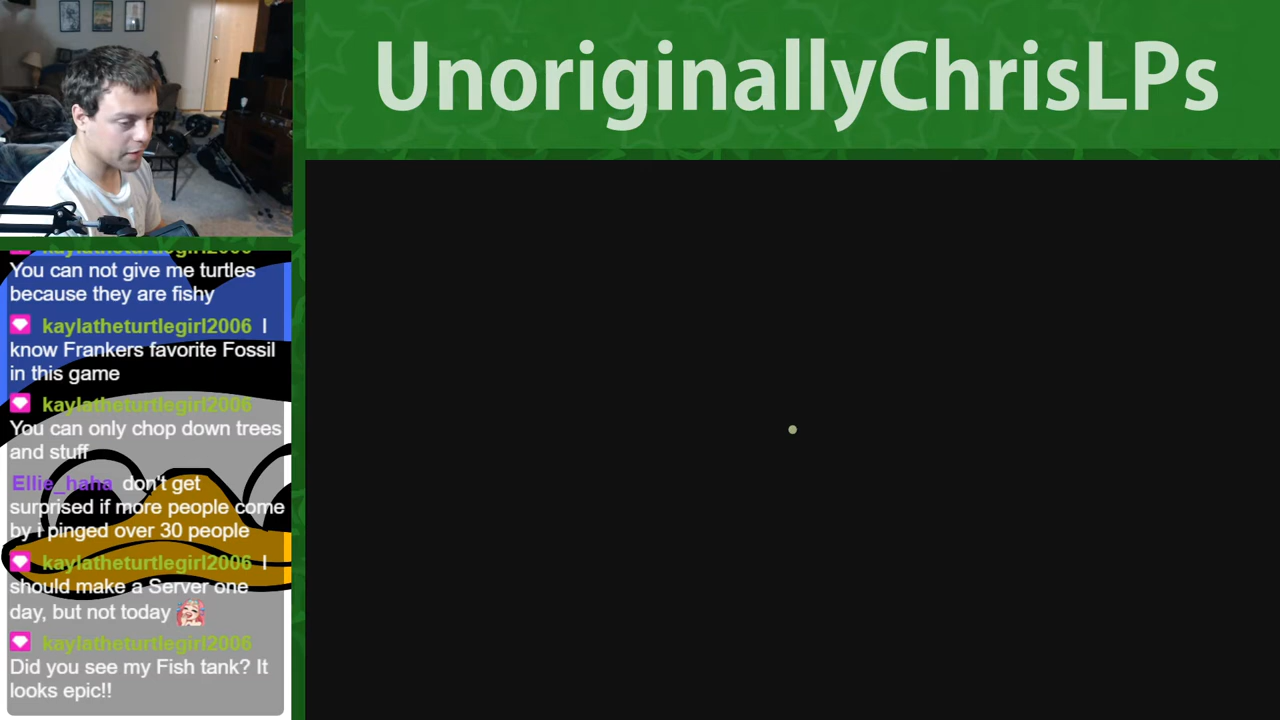 UnoriginallyChrisLPs
kaylatheturtlegirl2006
You can not give me turtles
because they are fishy
kaylatheturtlegirl2006 I
know Frankers favorite Fossil
in this game
kaylatheturtlegirl2006
You can only chop down trees
and stuff
Ellie_haha don't get
surprised if more people come
by i pinged over 30 people
kaylatheturtlegirl2006 I
should make a Server one
day, but not today
kaylatheturtlegirl2006
Did you see my Fish tank? It
looks epic!!